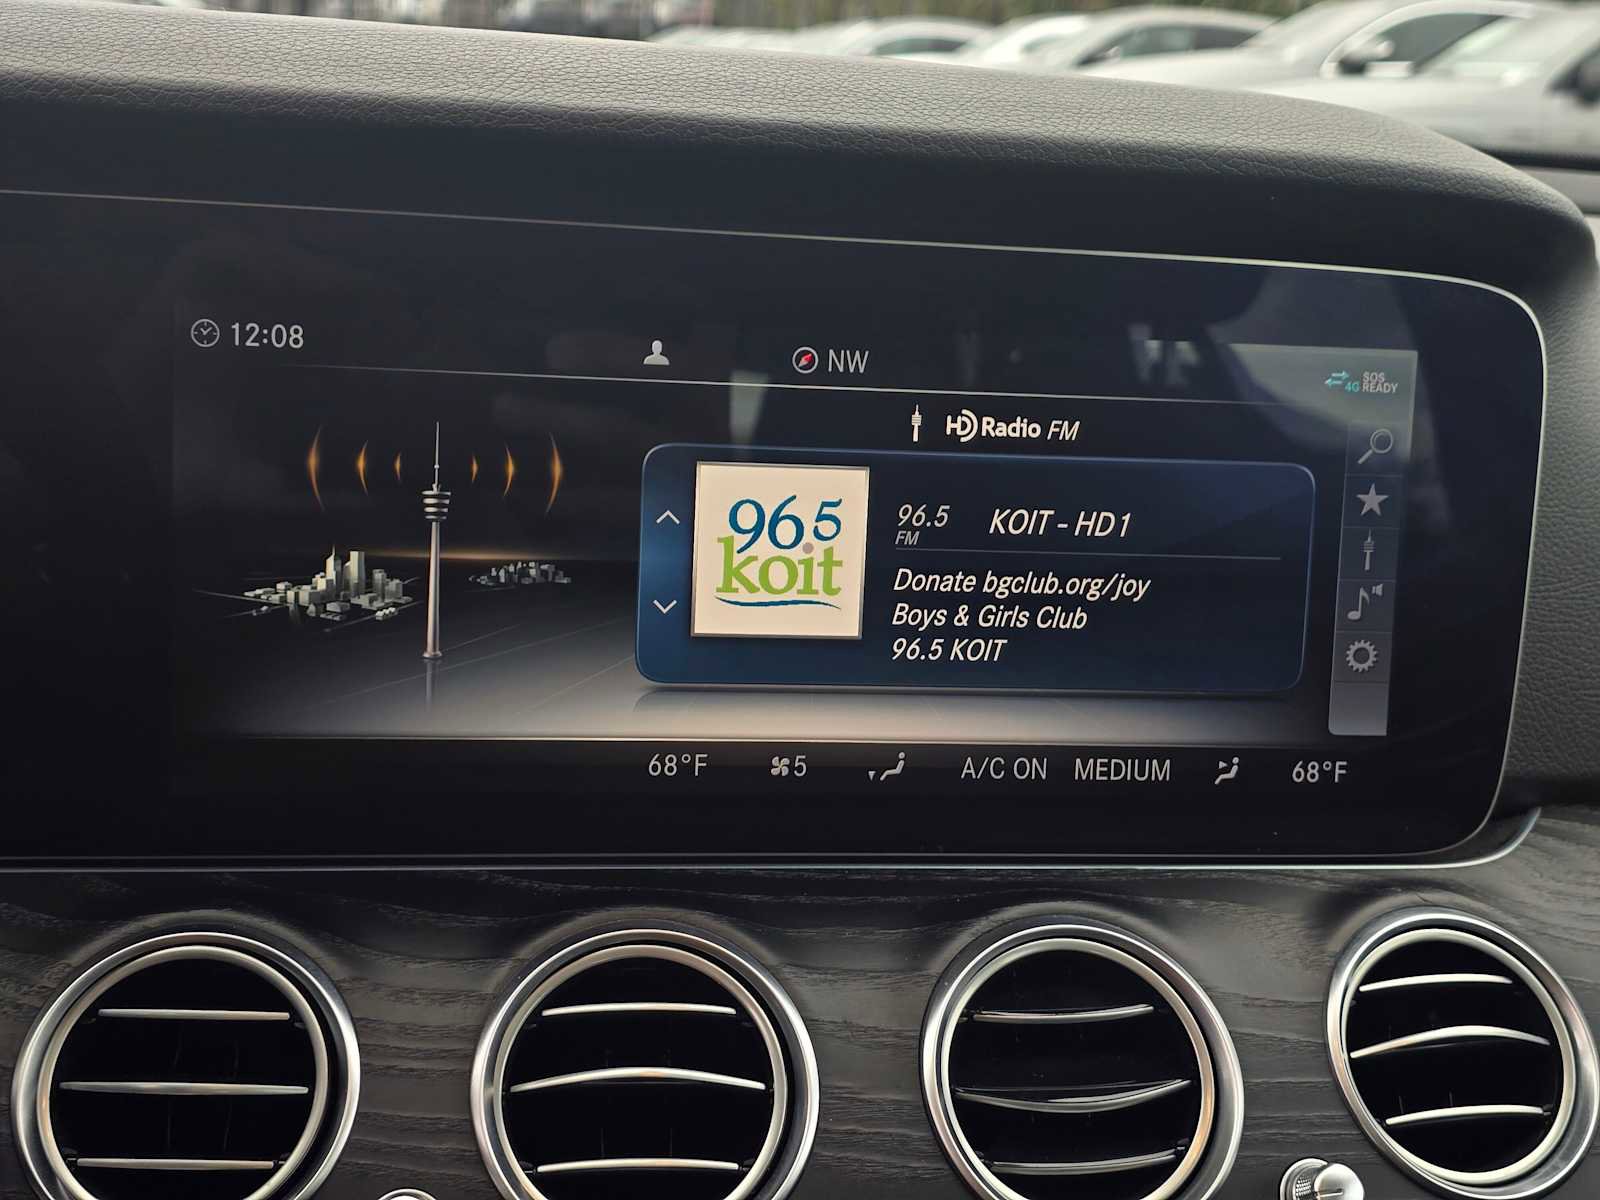 12:08
NW
4G SOS READY
HD Radio FM
96.5
koit
96.5 FM
KOIT - HD1
Donate bgclub.org/joy
Boys & Girls Club
96.5 KOIT
68°F 5 A/C ON MEDIUM 68°F